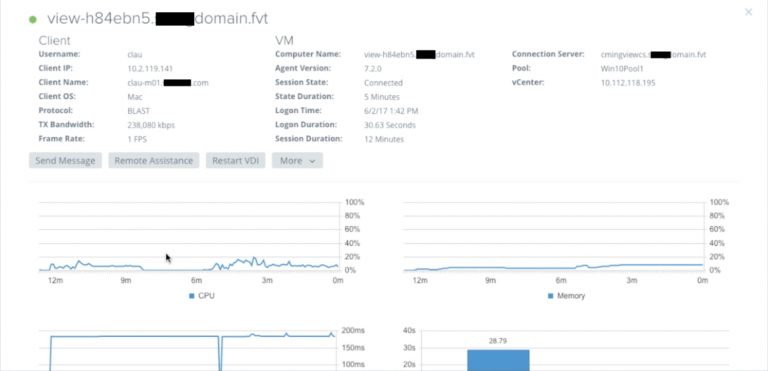 view-h84ebn5. domain.fvt
Client
Username: clau
Client IP: 10.2.119.141
Client Name: clau-m01. .com
Client OS: Mac
Protocol: BLAST
TX Bandwidth: 238,080 kbps
Frame Rate: 1 FPS
VM
Computer Name: view-h84ebn5. domain.fvt
Agent Version: 7.2.0
Session State: Connected
State Duration: 5 Minutes
Logon Time: 6/2/17 1:42 PM
Logon Duration: 30.63 Seconds
Session Duration: 12 Minutes
Connection Server: cmingviewcs. omain.fvt
Pool: Win10Pool1
vCenter: 10.112.118.195
Send Message Remote Assistance Restart VDI More
100%
80%
60%
40%
20%
0%
12m 9m 6m 3m 0m
CPU
100%
80%
60%
40%
20%
0%
12m 9m 6m 3m 0m
Memory
200ms
150ms
100ms
40s
30s
20s
28.79